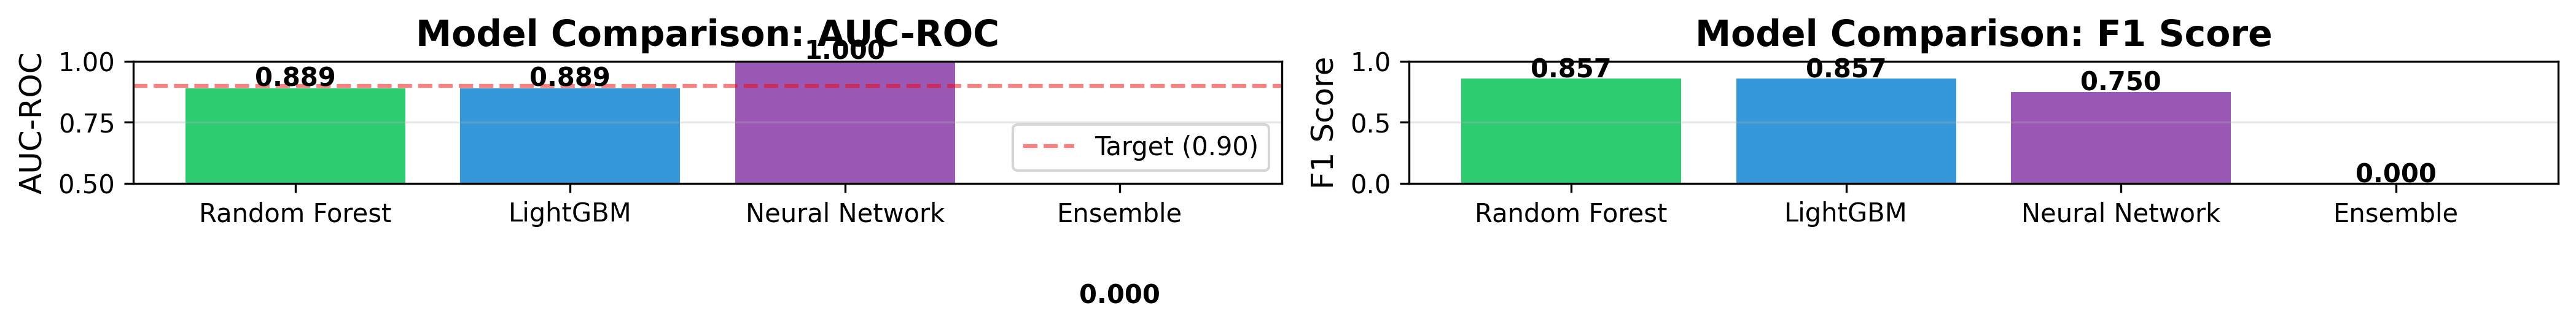 Model Comparison: AUC-ROC
AUC-ROC
1.00
0.75
0.50
0.889
0.889
1.000
0.000
Target (0.90)
Random Forest
LightGBM
Neural Network
Ensemble
Model Comparison: F1 Score
F1 Score
1.0
0.5
0.0
0.857
0.857
0.750
0.000
Random Forest
LightGBM
Neural Network
Ensemble